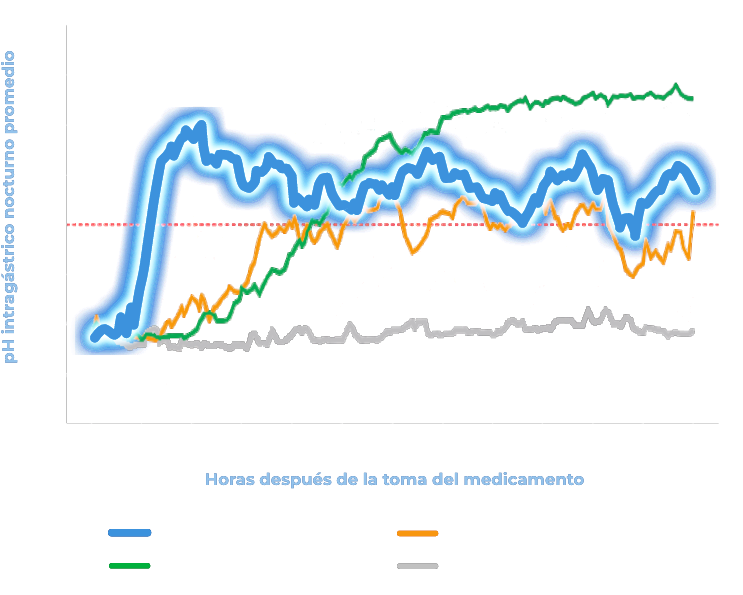 pH intragástrico nocturno promedio
Horas después de la toma del medicamento